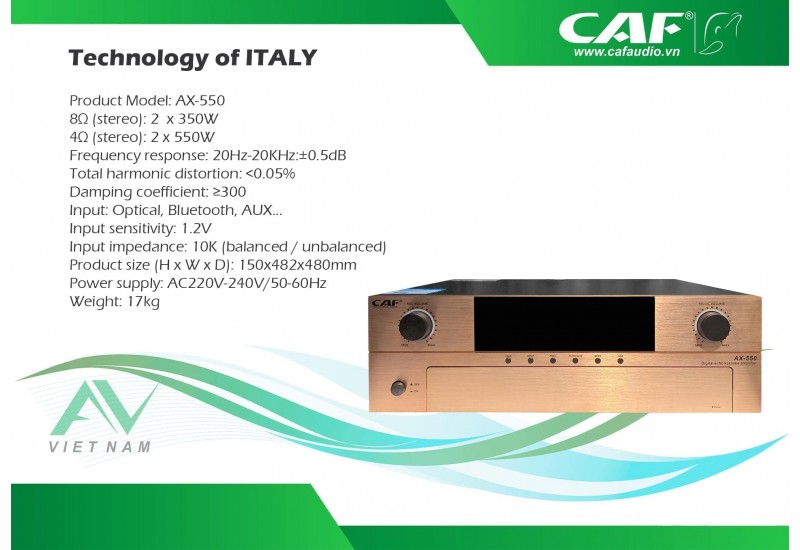 CAF®
www.cafaudio.vn
Technology of ITALY
Product Model: AX-550
8Ω (stereo): 2 x 350W
4Ω (stereo): 2 x 550W
Frequency response: 20Hz-20KHz:±0.5dB
Total harmonic distortion: <0.05%
Damping coefficient: ≥300
Input: Optical, Bluetooth, AUX...
Input sensitivity: 1.2V
Input impedance: 10K (balanced / unbalanced)
Product size (H x W x D): 150x482x480mm
Power supply: AC220V-240V/50-60Hz
Weight: 17kg
CAF
AX-550
AV
VIET NAM